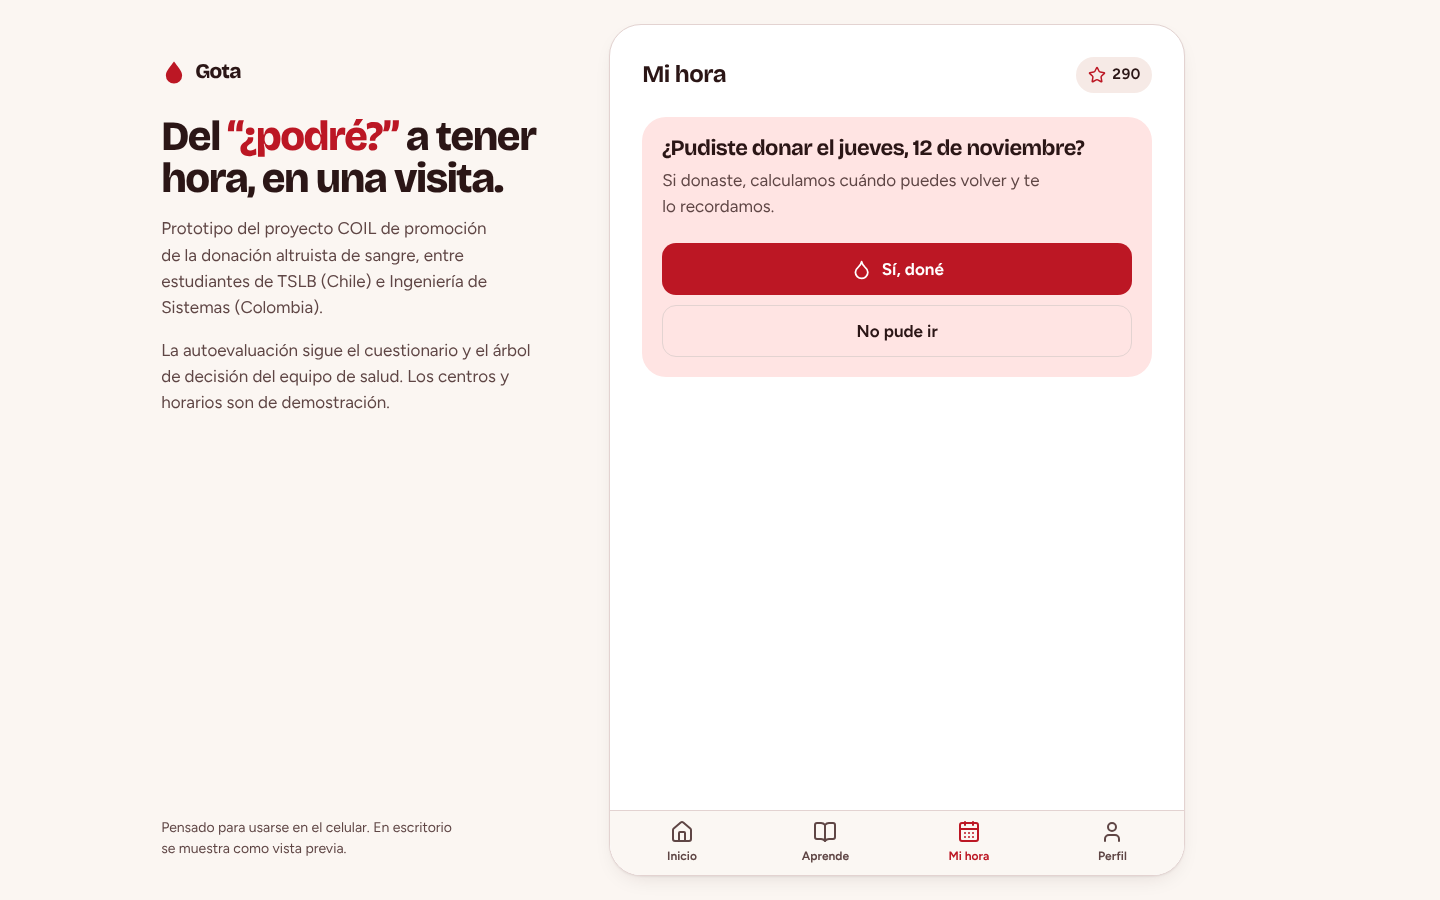 Gota
Del “¿podré?” a tener
hora, en una visita.
Prototipo del proyecto COIL de promoción
de la donación altruista de sangre, entre
estudiantes de TSLB (Chile) e Ingeniería de
Sistemas (Colombia).
La autoevaluación sigue el cuestionario y el árbol
de decisión del equipo de salud. Los centros y
horarios son de demostración.
Pensado para usarse en el celular. En escritorio
se muestra como vista previa.
Mi hora
290
¿Pudiste donar el jueves, 12 de noviembre?
Si donaste, calculamos cuándo puedes volver y te
lo recordamos.
Sí, doné
No pude ir
Inicio
Aprende
Mi hora
Perfil